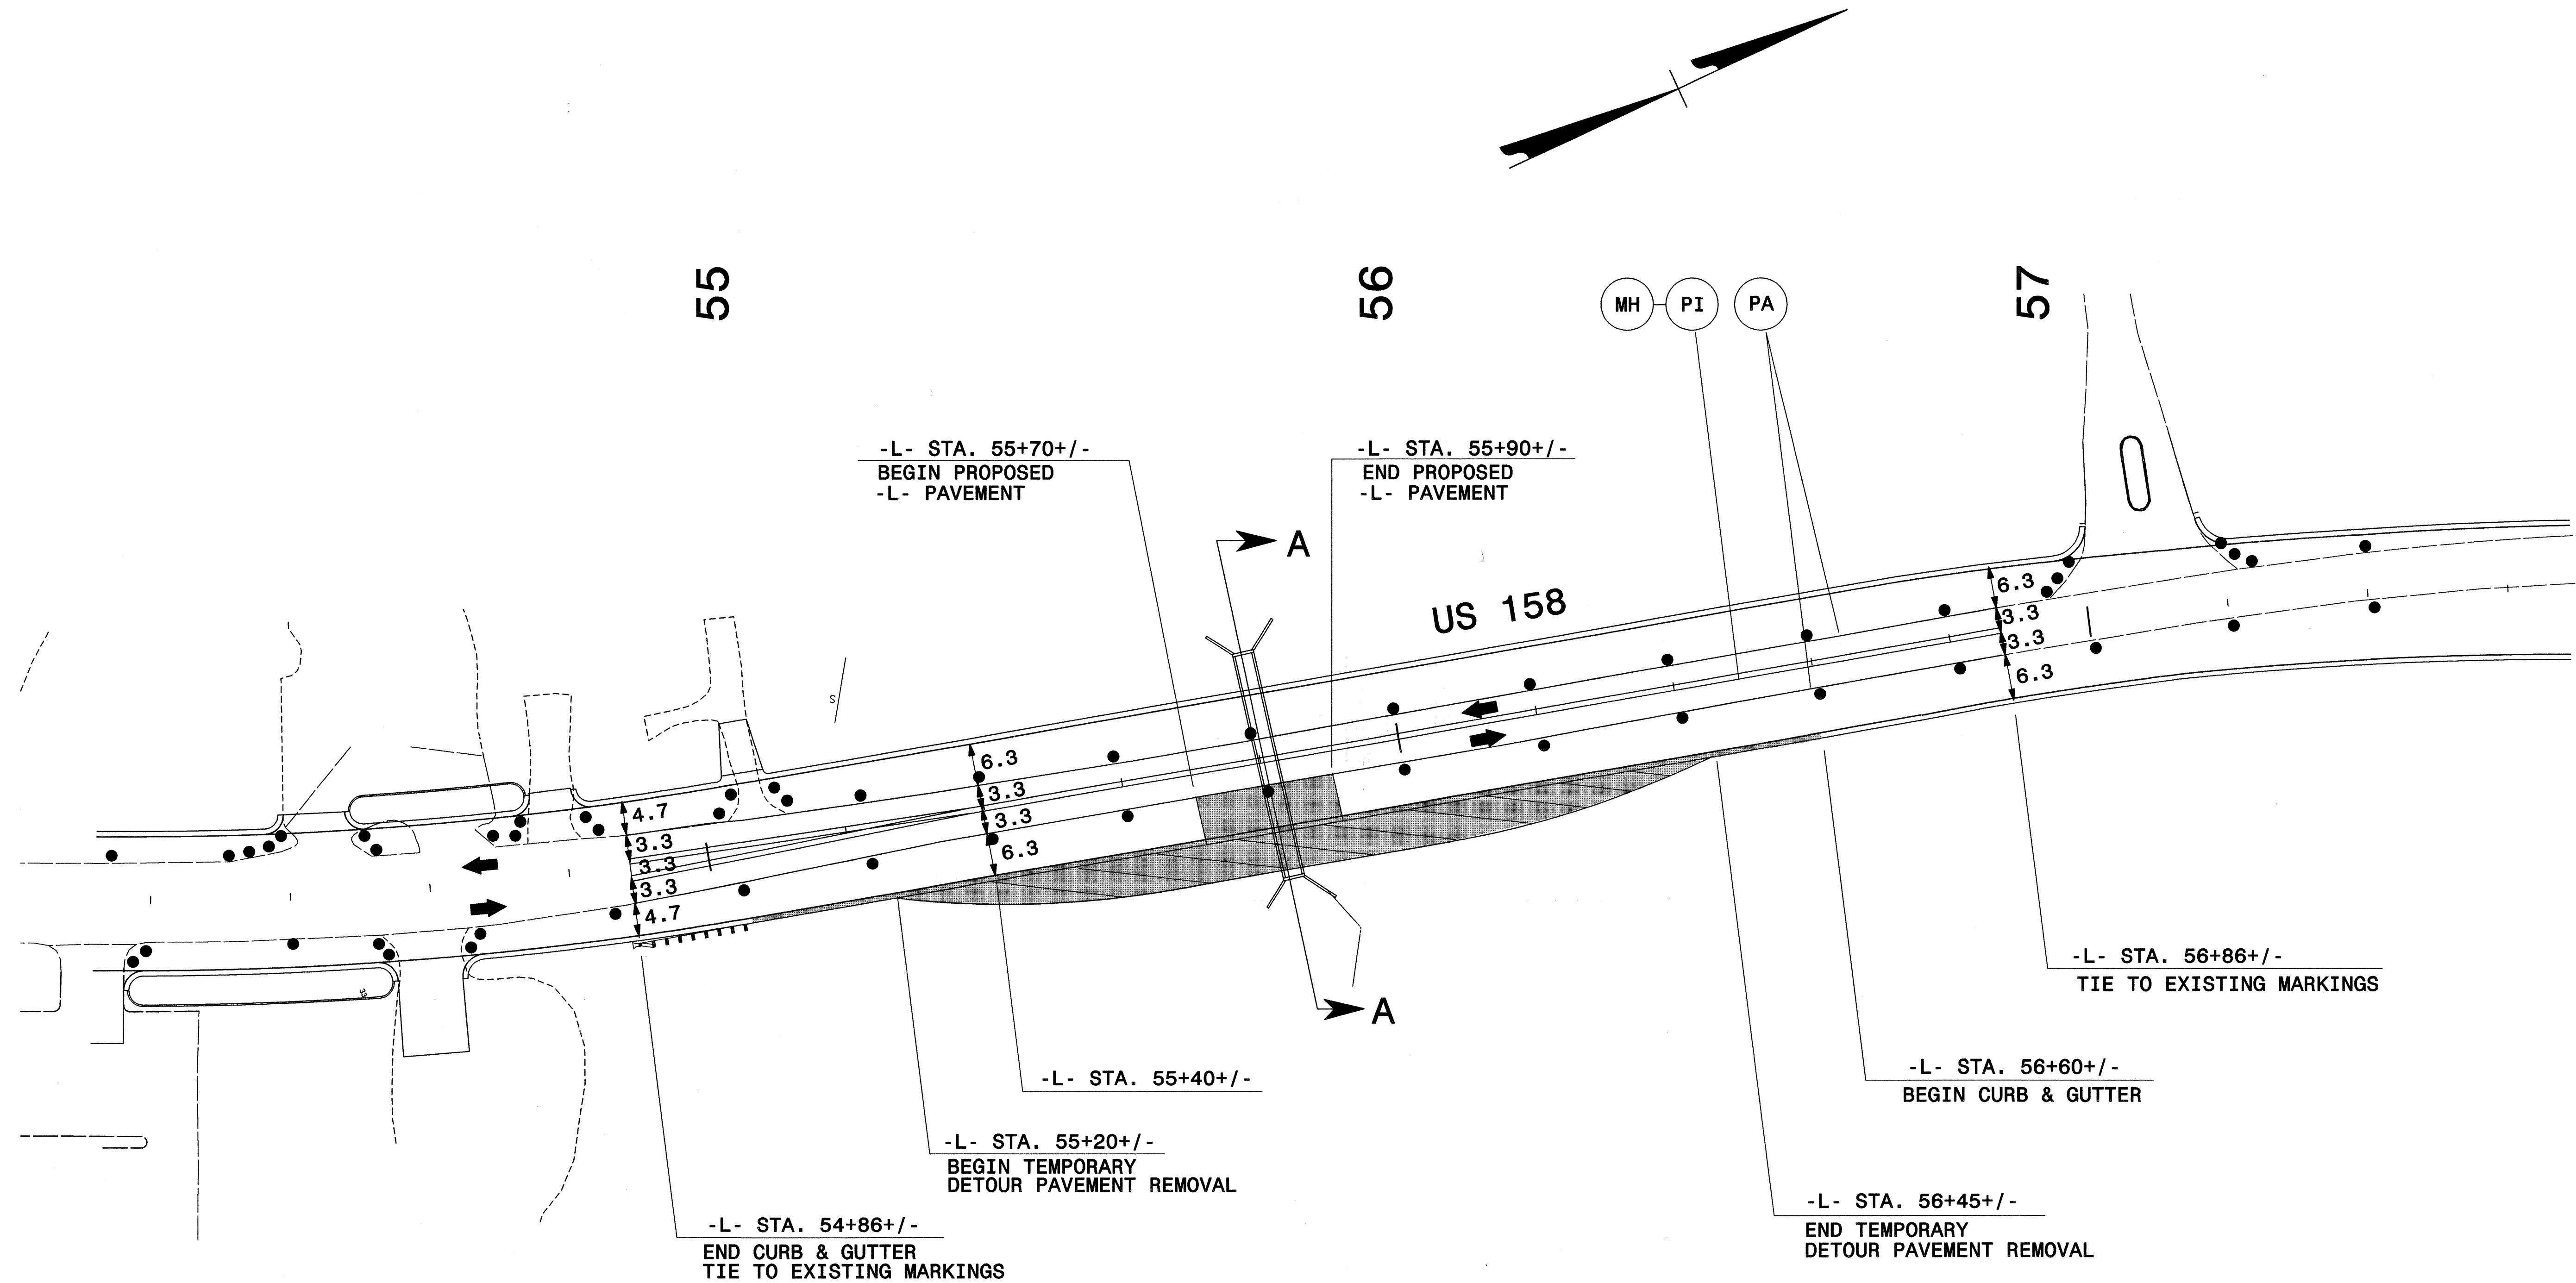 55
56
57
MH
PI
PA
-L- STA. 55+70+/-
BEGIN PROPOSED
-L- PAVEMENT
-L- STA. 55+90+/-
END PROPOSED
-L- PAVEMENT
A
US 158
6.3
3.3
3.3
6.3
S
6.3
3.3
3.3
6.3
4.7
3.3
3.3
3.3
4.7
A
-L- STA. 56+86+/-
TIE TO EXISTING MARKINGS
-L- STA. 56+60+/-
BEGIN CURB & GUTTER
-L- STA. 55+40+/-
-L- STA. 55+20+/-
BEGIN TEMPORARY
DETOUR PAVEMENT REMOVAL
-L- STA. 56+45+/-
END TEMPORARY
DETOUR PAVEMENT REMOVAL
-L- STA. 54+86+/-
END CURB & GUTTER
TIE TO EXISTING MARKINGS